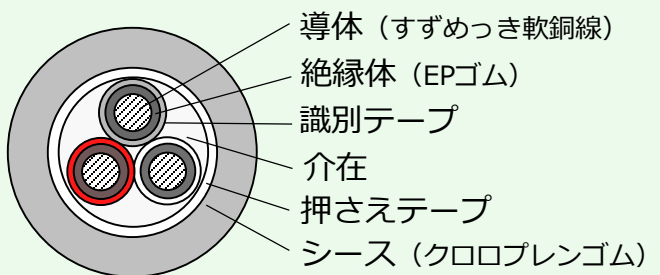 導体（すずめっき軟銅線）
絶縁体（EPゴム）
識別テープ
介在
押さえテープ
シース（クロロプレンゴム）